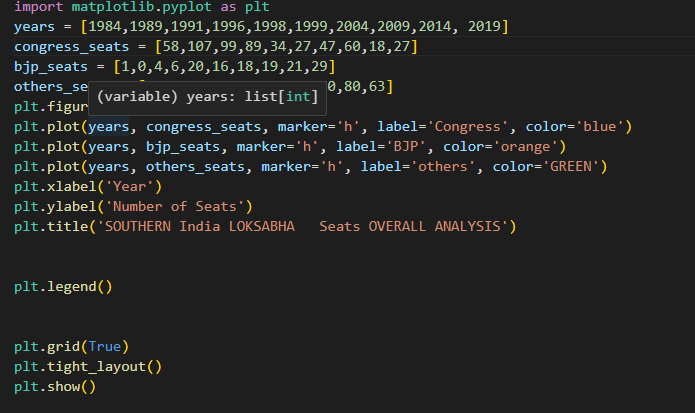 import matplotlib.pyplot as plt
years = [1984,1989,1991,1996,1998,1999,2004,2009,2014, 2019]
congress_seats = [58,107,99,89,34,27,47,60,18,27]
bjp_seats = [1,0,4,6,20,16,18,19,21,29]
others_se 0,80,63]
(variable) years: list[int]
plt.figur
plt.plot(years, congress_seats, marker='h', label='Congress', color='blue')
plt.plot(years, bjp_seats, marker='h', label='BJP', color='orange')
plt.plot(years, others_seats, marker='h', label='others', color='GREEN')
plt.xlabel('Year')
plt.ylabel('Number of Seats')
plt.title('SOUTHERN India LOKSABHA   Seats OVERALL ANALYSIS')
plt.legend()
plt.grid(True)
plt.tight_layout()
plt.show()